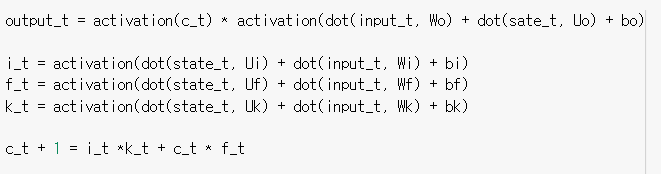 output_t = activation(c_t) * activation(dot(input_t, Wo) + dot(sate_t, Uo) + bo)
i_t = activation(dot(state_t, Ui) + dot(input_t, Wi) + bi)
f_t = activation(dot(state_t, Uf) + dot(input_t, Wf) + bf)
k_t = activation(dot(state_t, Uk) + dot(input_t, Wk) + bk)
c_t + 1 = i_t *k_t + c_t * f_t